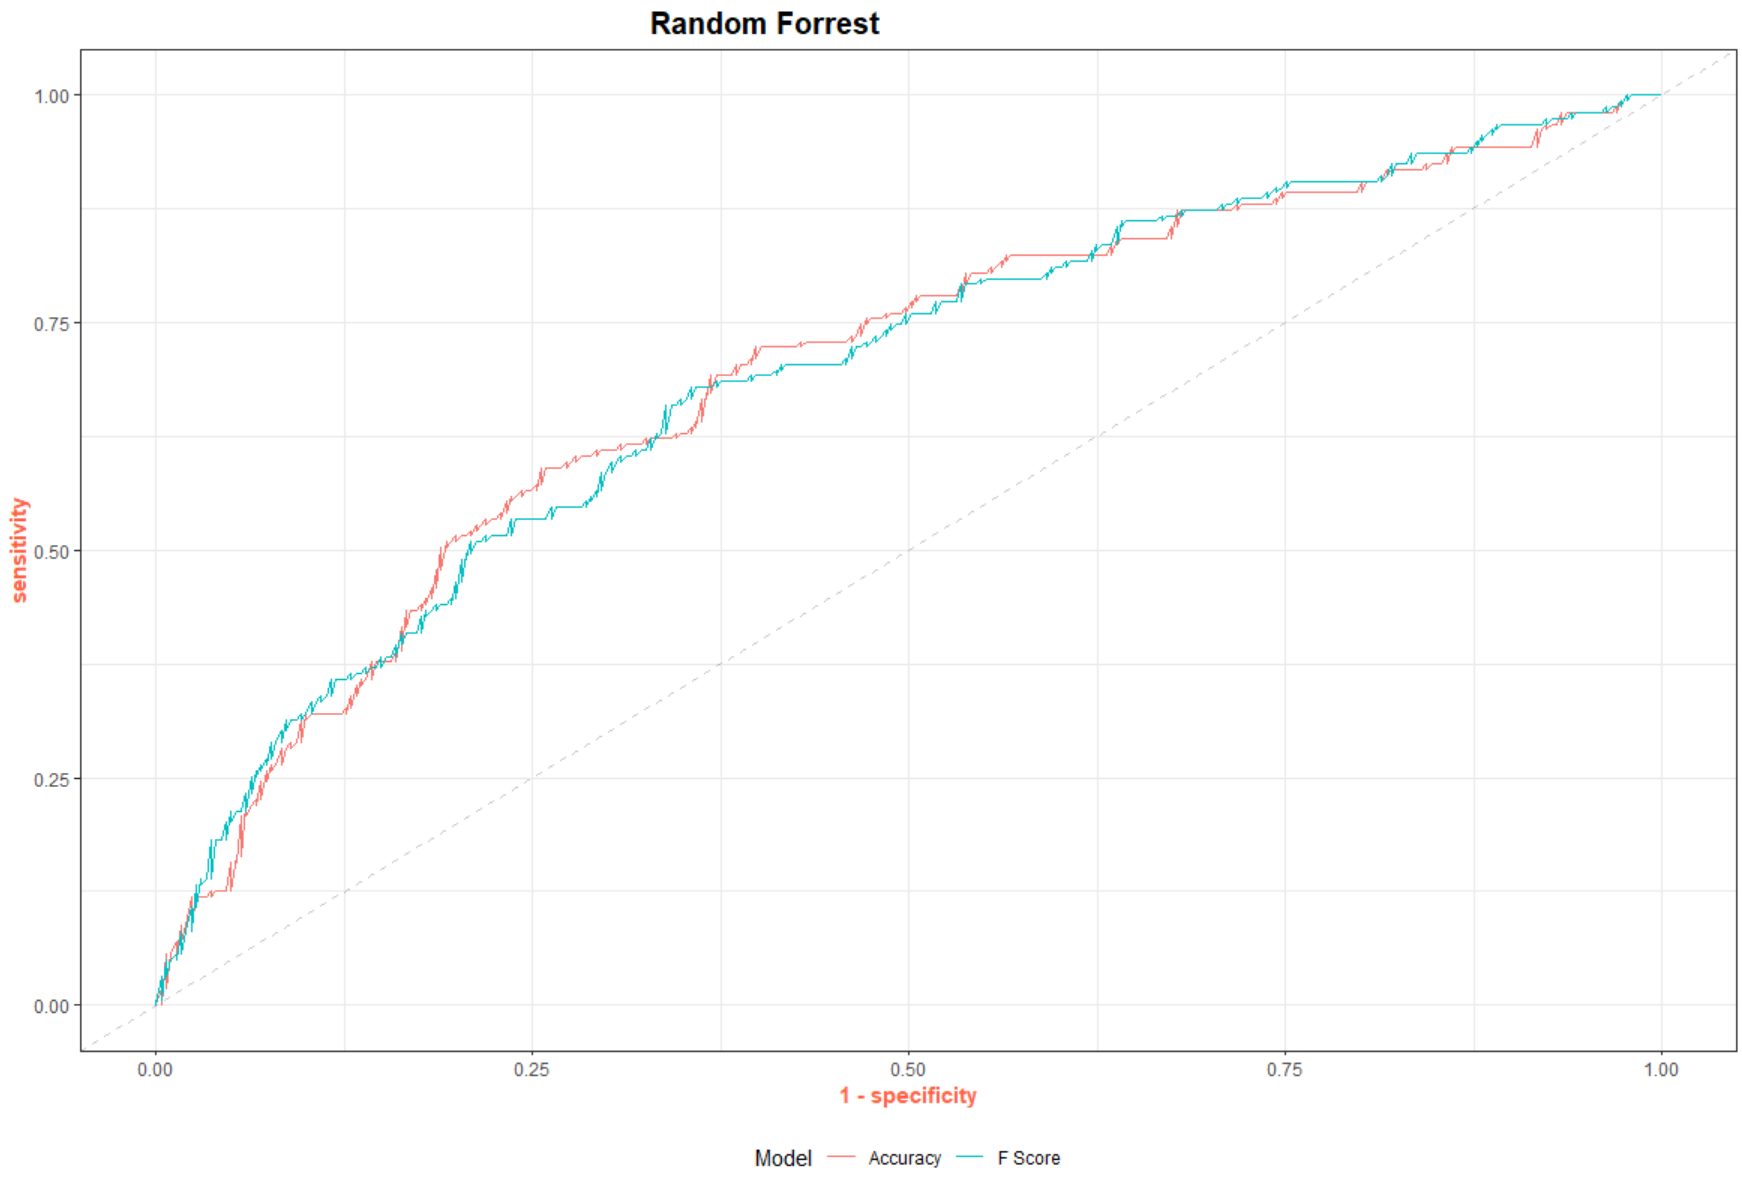 Random Forrest
1.00
0.75
0.50
0.25
0.00
sensitivity
0.00 0.25 0.50 0.75 1.00
1 - specificity
Model Accuracy F Score